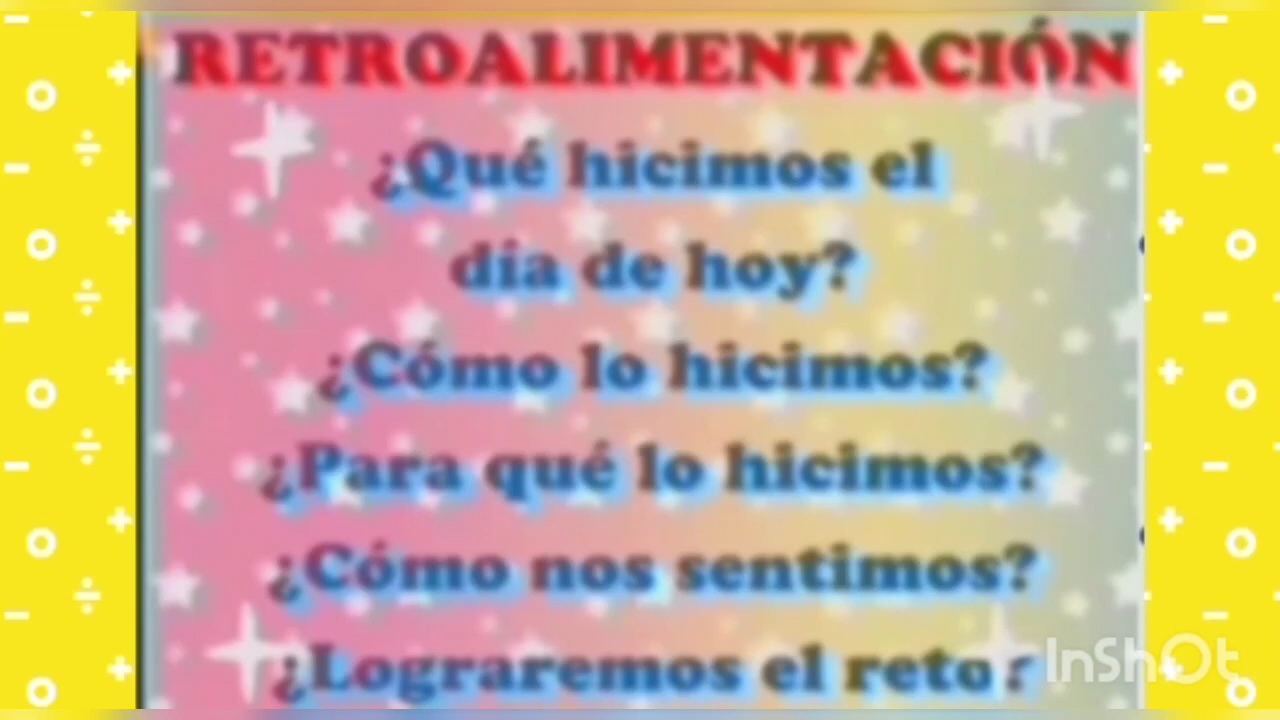 RETROALIMENTACIÓN
¿Qué hicimos el
día de hoy?
¿Cómo lo hicimos?
¿Para qué lo hicimos?
¿Cómo nos sentimos?
¿Lograremos el reto?
InShOt